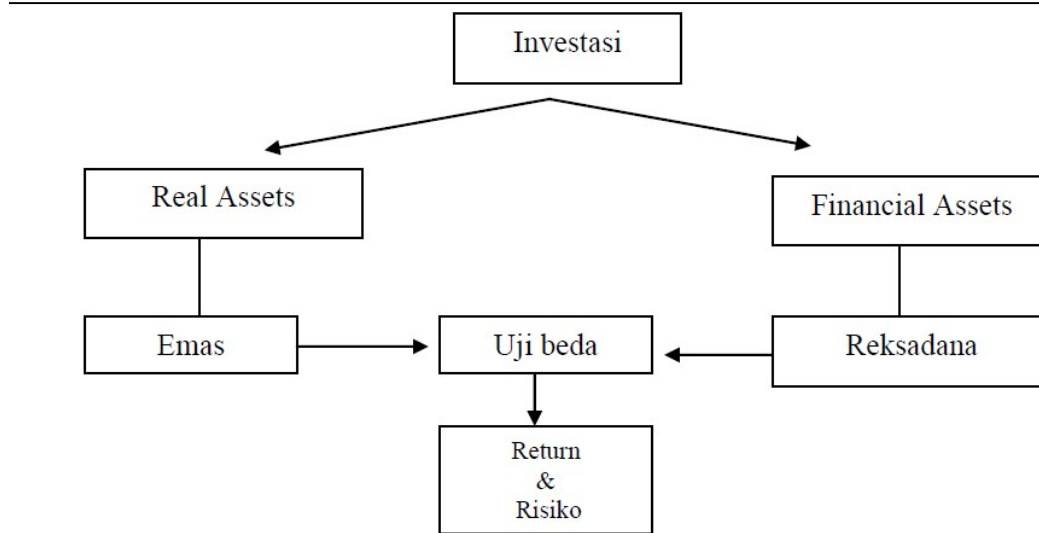 Investasi
Real Assets
Financial Assets
Emas
Uji beda
Reksadana
Return
&
Risiko